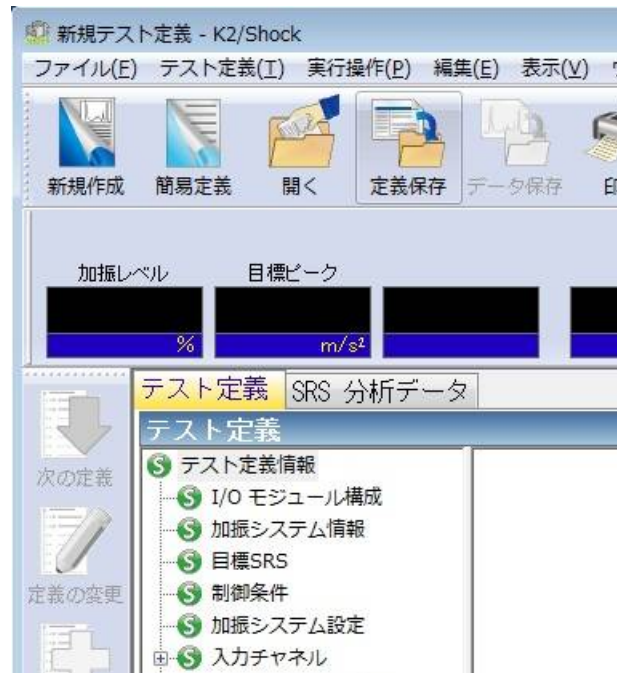 新規テスト定義 - K2/Shock
ファイル(F) テスト定義(T) 実行操作(P) 編集(E) 表示(V)
新規作成 簡易定義 開く 定義保存 データ保存
加振レベル 目標ピーク
% m/s²
テスト定義 SRS 分析データ
テスト定義
次の定義
定義の変更
テスト定義情報
I/O モジュール構成
加振システム情報
目標SRS
制御条件
加振システム設定
入力チャネル